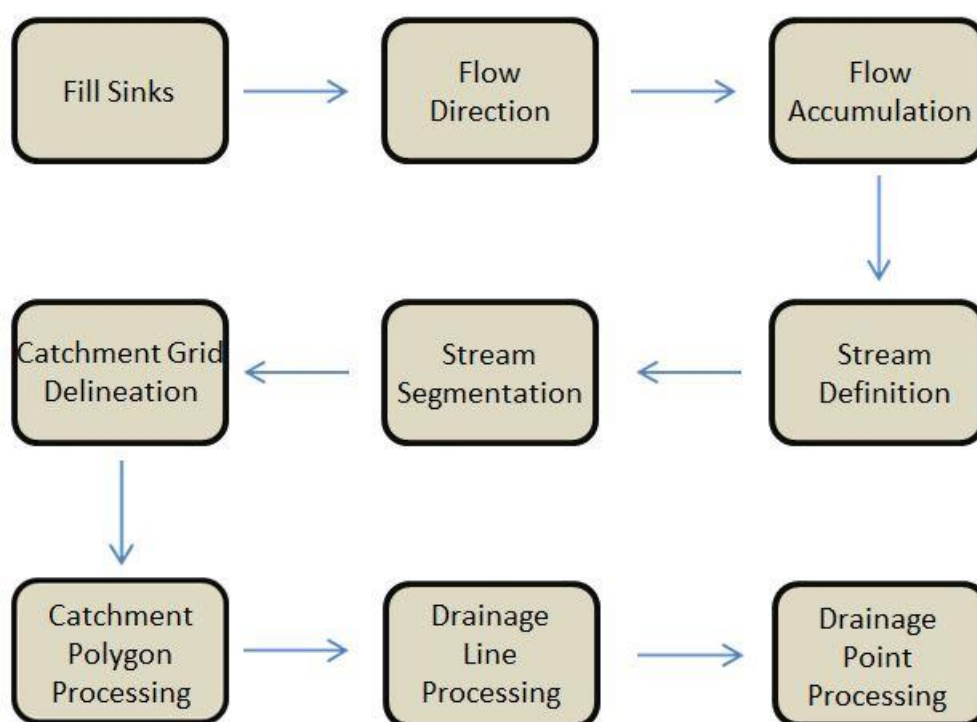 Fill Sinks
Flow
Direction
Flow
Accumulation
Stream
Definition
Stream
Segmentation
Catchment Grid
Delineation
Catchment
Polygon
Processing
Drainage
Line
Processing
Drainage
Point
Processing